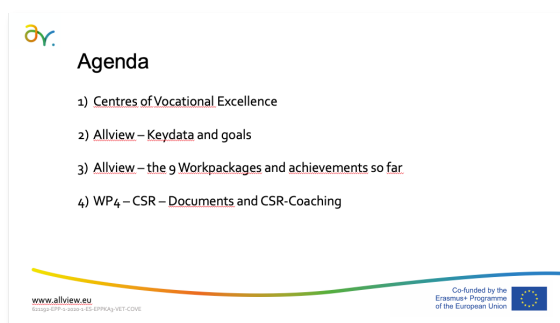 av.
Agenda
1) Centres of Vocational Excellence
2) Allview – Keydata and goals
3) Allview – the 9 Workpackages and achievements so far
4) WP4 – CSR – Documents and CSR-Coaching
www.allview.eu
Co-funded by the
Erasmus+ Programme
of the European Union